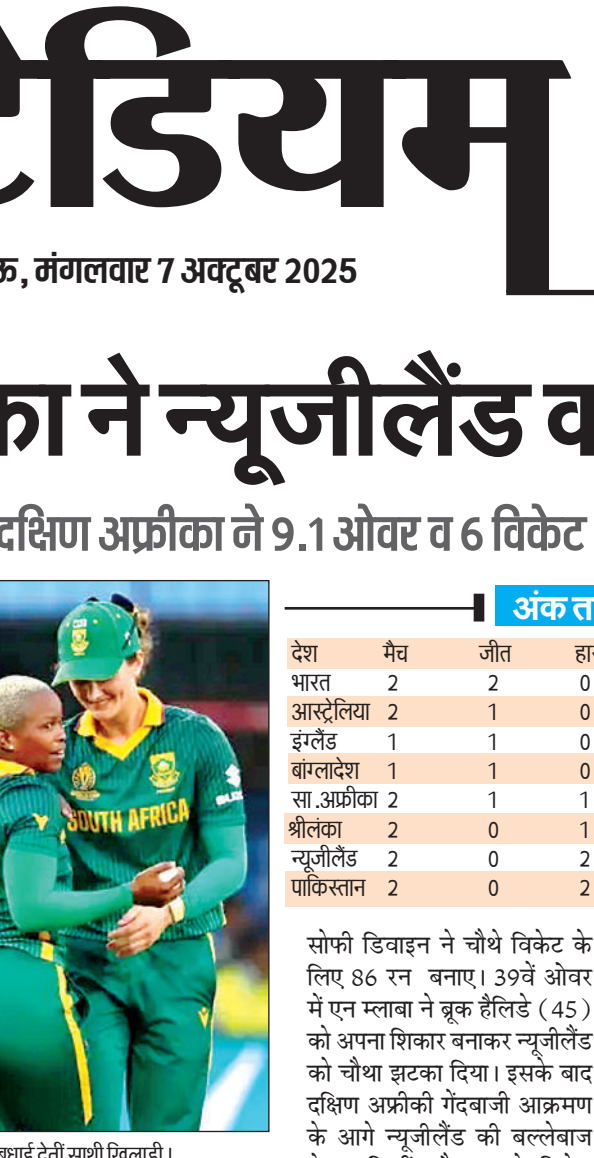 स्टेडियम
मंगलवार 7 अक्टूबर 2025
का ने न्यूजीलैंड
दक्षिण अफ्रीका ने 9.1 ओवर व 6 विकेट
SOUTH AFRICA
अंक
देश मैच जीत
भारत 2 2 0
आस्ट्रेलिया 2 1 0
इंग्लैंड 1 1 0
बांग्लादेश 1 1 0
सा.अफ्रीका 2 1 1
श्रीलंका 2 0 1
न्यूजीलैंड 2 0 2
पाकिस्तान 2 0 2
सोफी डिवाइन ने चौथे विकेट के
लिए 86 रन बनाए। 39वें ओवर
में एन म्लाबा ने ब्रूक हैलिडे (45)
को अपना शिकार बनाकर न्यूजीलैंड
को चौथा झटका दिया। इसके बाद
दक्षिण अफ्रीकी गेंदबाजी आक्रमण
के आगे न्यूजीलैंड की बल्लेबाज
बधाई देतीं साथी खिलाड़ी।